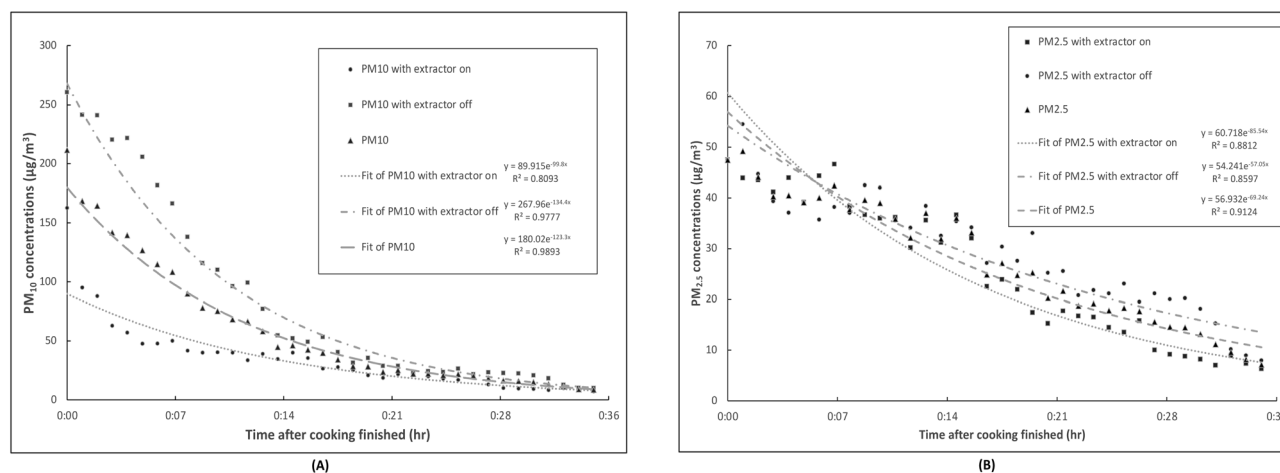 300
250
200
150
100
50
0
PM10 concentrations (µg/m³)
0:00
0:07
0:14
0:21
0:28
0:36
Time after cooking finished (hr)
PM10 with extractor on
PM10 with extractor off
PM10
Fit of PM10 with extractor on
y = 89.915e-99.8x
R² = 0.8093
Fit of PM10 with extractor off
y = 267.96e-134.4x
R² = 0.9777
Fit of PM10
y = 180.02e-123.3x
R² = 0.9893
(A)
70
60
50
40
30
20
10
0
PM2.5 concentrations (µg/m³)
0:00
0:07
0:14
0:21
0:28
0:3
Time after cooking finished (hr)
PM2.5 with extractor on
PM2.5 with extractor off
PM2.5
Fit of PM2.5 with extractor on
y = 60.718e-85.54x
R² = 0.8812
Fit of PM2.5 with extractor off
y = 54.241e-57.05x
R² = 0.8597
Fit of PM2.5
y = 56.932e-69.24x
R² = 0.9124
(B)